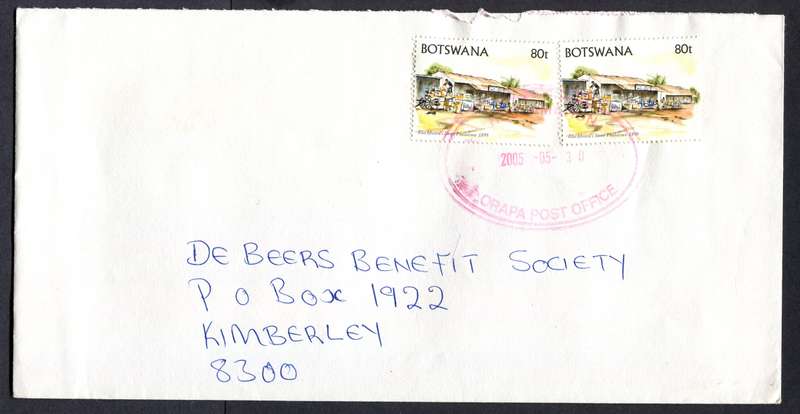 BOTSWANA 80t
BOTSWANA 80t
2005 -05- 30
ORAPA POST OFFICE
DE BEERS BENEFIT SOCIETY
P O BOX 1922
KIMBERLEY
8300